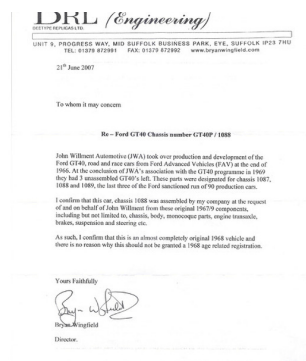 DRL (Engineering)
DEETYPE REPLICAS LTD.
UNIT 9, PROGRESS WAY, MID SUFFOLK BUSINESS PARK, EYE, SUFFOLK IP23 7HU
TEL: 01379 872991 FAX: 01379 872992 www.bryanwingfield.com
21st June 2007
To whom it may concern
Re – Ford GT40 Chassis number GT40P / 1088
John Willment Automotive (JWA) took over production and development of the
Ford GT40, road and race cars from Ford Advanced Vehicles (FAV) at the end of
1966. At the conclusion of JWA's association with the GT40 programme in 1969
they had 3 unassembled GT40's left. These parts were designated for chassis 1087,
1088 and 1089, the last three of the Ford sanctioned run of 90 production cars.
I confirm that this car, chassis 1088 was assembled by my company at the request
of and on behalf of John Willment from these original 1967/9 components,
including but not limited to, chassis, body, monocoque parts, engine transaxle,
brakes, suspension and steering etc.
As such, I confirm that this is an almost completely original 1968 vehicle and
there is no reason why this should not be granted a 1968 age related registration.
Yours Faithfully
Bryan Wingfield
Director.